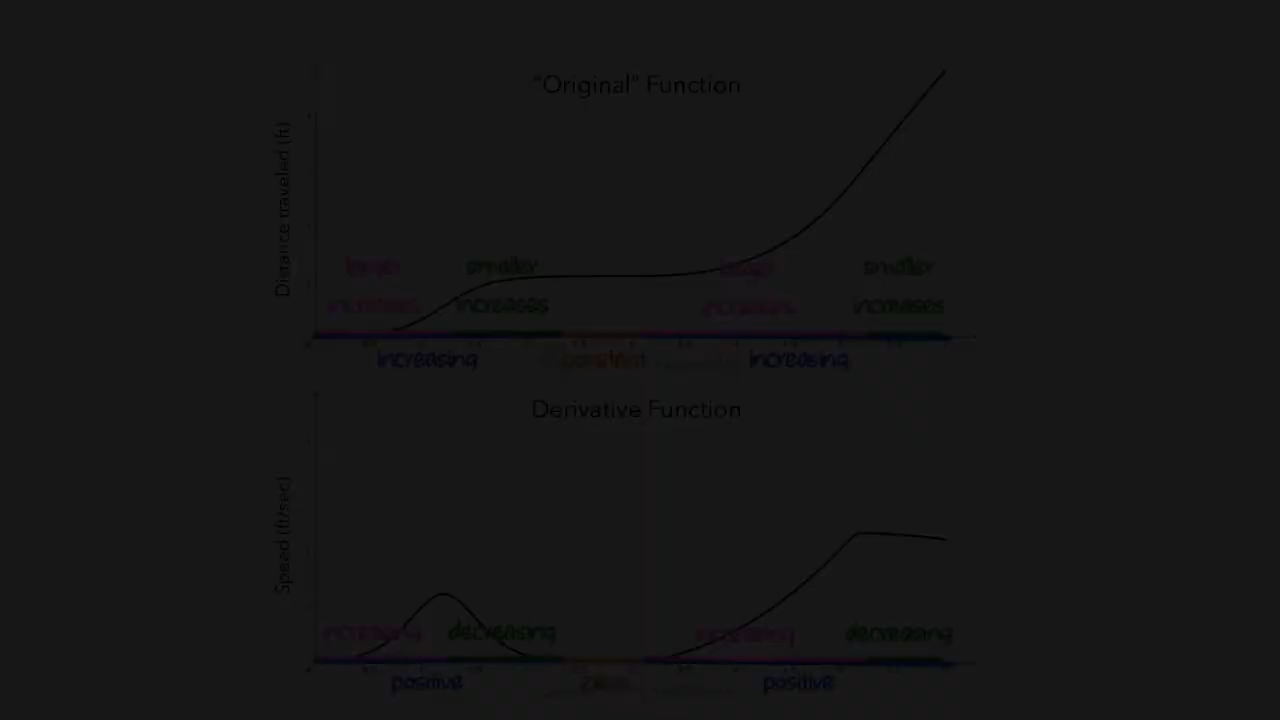 "Original" Function
Distance traveled (ft)
larger smaller larger smaller
increases increases increases increases
increasing constant increasing
Derivative Function
Speed (ft/sec)
increasing decreasing increasing decreasing
positive zero positive